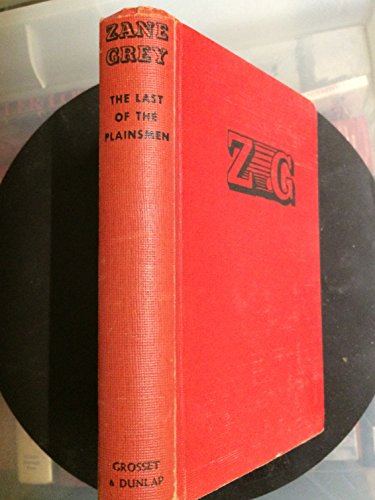 ZANE
GREY
THE LAST
OF THE
PLAINSMEN
GROSSET
& DUNLAP
ZG